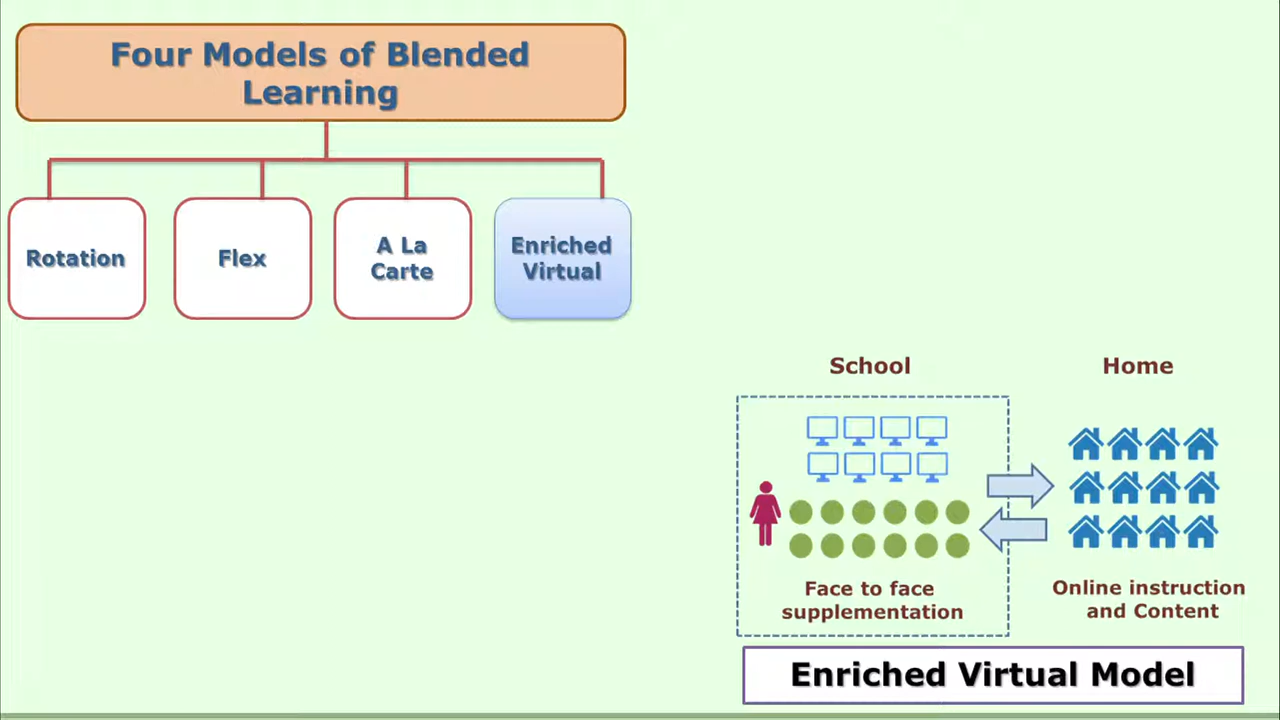 Four Models of Blended
Learning
Rotation
Flex
A La
Carte
Enriched
Virtual
School
Home
Face to face
supplementation
Online instruction
and Content
Enriched Virtual Model